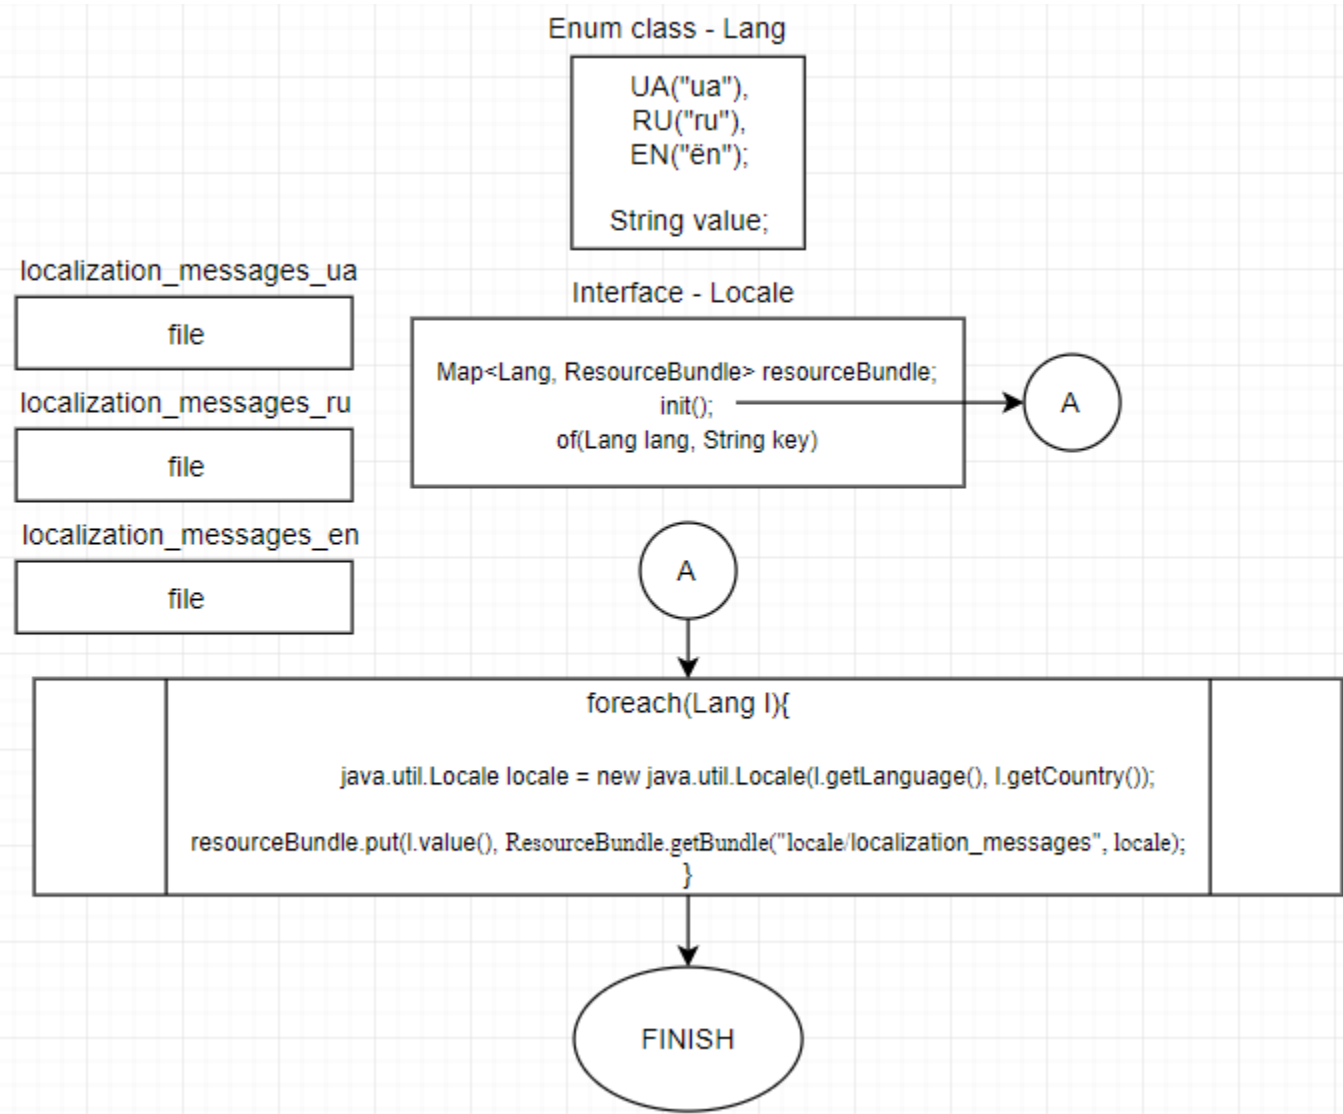 Enum class - Lang
UA("ua"),
RU("ru"),
EN("ën");
String value;
localization_messages_ua
file
localization_messages_ru
file
localization_messages_en
file
Interface - Locale
Map<Lang, ResourceBundle> resourceBundle;
init();
of(Lang lang, String key)
A
A
foreach(Lang l){
java.util.Locale locale = new java.util.Locale(l.getLanguage(), l.getCountry());
resourceBundle.put(l.value(), ResourceBundle.getBundle("locale/localization_messages", locale);
}
FINISH